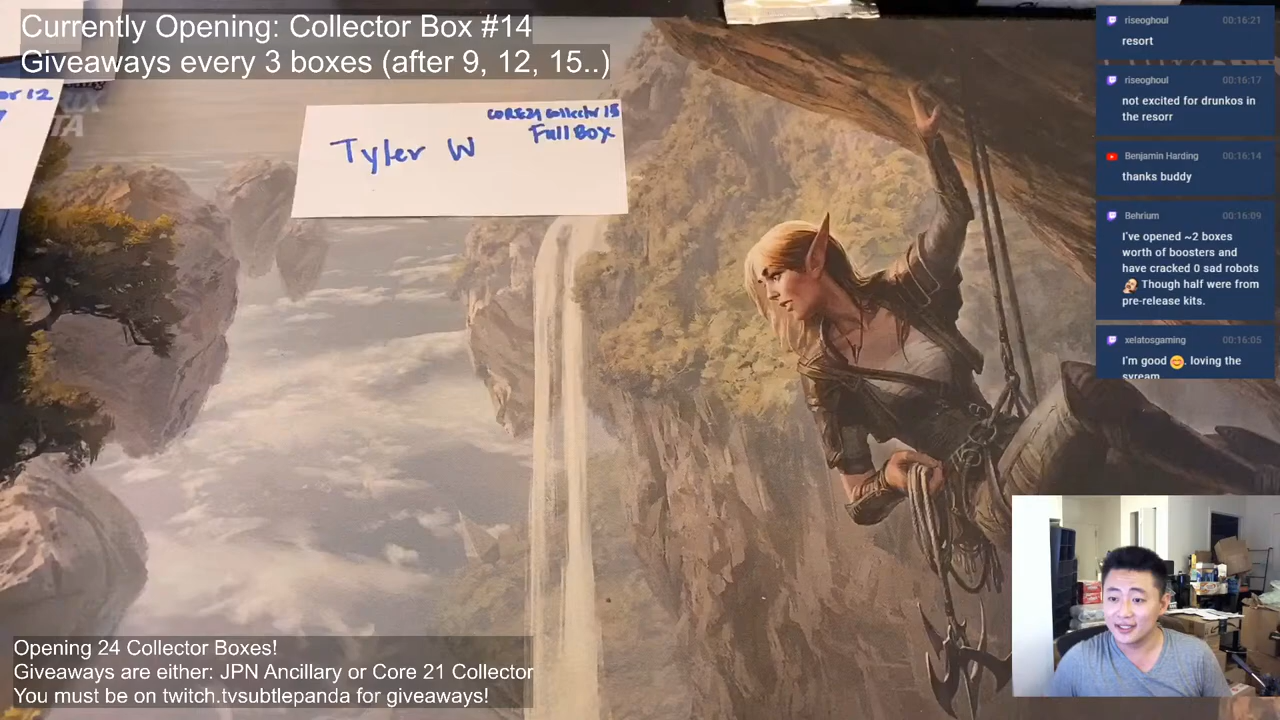 Currently Opening: Collector Box #14
Giveaways every 3 boxes (after 9, 12, 15..)
12
CORE21 Collector 15
Full Box
Tyler W
riseoghoul 00:16:21
resort
riseoghoul 00:16:17
not excited for drunkos in
the resorr
Benjamin Harding 00:16:14
thanks buddy
Behrium 00:16:09
I've opened ~2 boxes
worth of boosters and
have cracked 0 sad robots
Though half were from
pre-release kits.
xelatosgaming 00:16:05
I'm good 😊. loving the
svream
Opening 24 Collector Boxes!
Giveaways are either: JPN Ancillary or Core 21 Collector
You must be on twitch.tvsubtlepanda for giveaways!